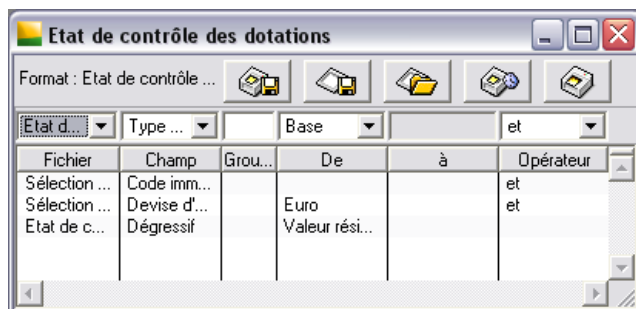 Etat de contrôle des dotations
Format : Etat de contrôle ...
Etat d... Type ... Base et
Fichier Champ Grou... De à Opérateur
Sélection ... Code imm... et
Sélection ... Devise d'... Euro et
Etat de c... Dégressif Valeur rési...